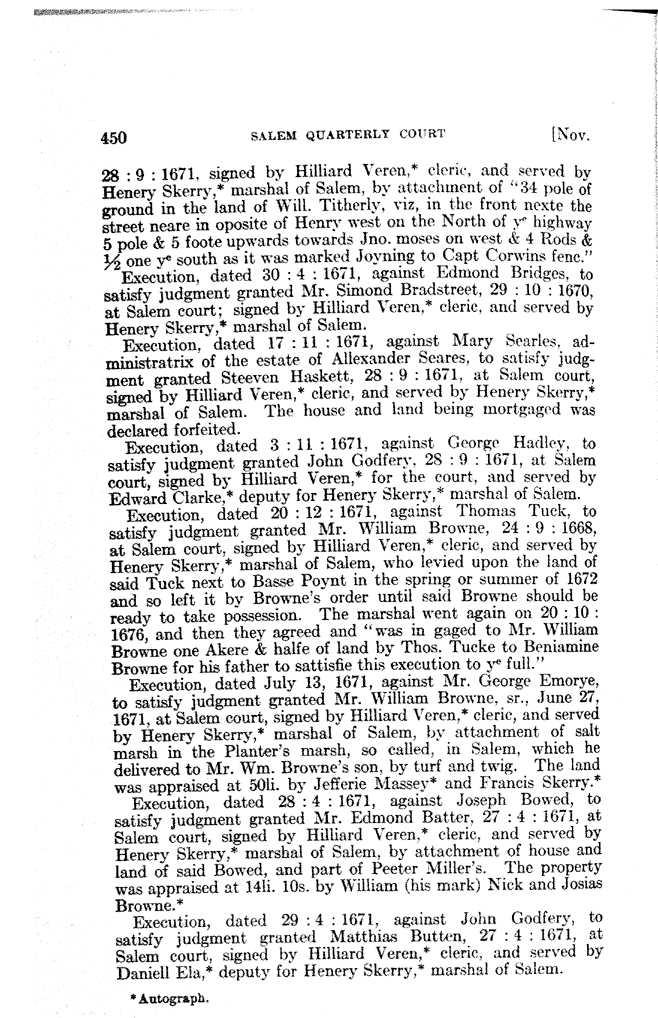 450 SALEM QUARTERLY COURT [Nov.
28 : 9 : 1671, signed by Hilliard Veren,* cleric, and served by
Henery Skerry,* marshal of Salem, by attachment of "34 pole of
ground in the land of Will. Titherly, viz, in the front nexte the
street neare in oposite of Henry west on the North of yᵉ highway
5 pole & 5 foote upwards towards Jno. moses on west & 4 Rods &
½ one yᵉ south as it was marked Joyning to Capt Corwins fenc."
Execution, dated 30 : 4 : 1671, against Edmond Bridges, to
satisfy judgment granted Mr. Simond Bradstreet, 29 : 10 : 1670,
at Salem court; signed by Hilliard Veren,* cleric, and served by
Henery Skerry,* marshal of Salem.
Execution, dated 17 : 11 : 1671, against Mary Searles, ad-
ministratrix of the estate of Allexander Seares, to satisfy judg-
ment granted Steeven Haskett, 28 : 9 : 1671, at Salem court,
signed by Hilliard Veren,* cleric, and served by Henery Skerry,*
marshal of Salem. The house and land being mortgaged was
declared forfeited.
Execution, dated 3 : 11 : 1671, against George Hadley, to
satisfy judgment granted John Godfery, 28 : 9 : 1671, at Salem
court, signed by Hilliard Veren,* for the court, and served by
Edward Clarke,* deputy for Henery Skerry,* marshal of Salem.
Execution, dated 20 : 12 : 1671, against Thomas Tuck, to
satisfy judgment granted Mr. William Browne, 24 : 9 : 1668,
at Salem court, signed by Hilliard Veren,* cleric, and served by
Henery Skerry,* marshal of Salem, who levied upon the land of
said Tuck next to Basse Poynt in the spring or summer of 1672
and so left it by Browne's order until said Browne should be
ready to take possession. The marshal went again on 20 : 10 :
1676, and then they agreed and "was in gaged to Mr. William
Browne one Akere & halfe of land by Thos. Tucke to Beniamine
Browne for his father to sattisfie this execution to yᵉ full."
Execution, dated July 13, 1671, against Mr. George Emorye,
to satisfy judgment granted Mr. William Browne, sr., June 27,
1671, at Salem court, signed by Hilliard Veren,* cleric, and served
by Henery Skerry,* marshal of Salem, by attachment of salt
marsh in the Planter's marsh, so called, in Salem, which he
delivered to Mr. Wm. Browne's son, by turf and twig. The land
was appraised at 50li. by Jefferie Massey* and Francis Skerry.*
Execution, dated 28 : 4 : 1671, against Joseph Bowed, to
satisfy judgment granted Mr. Edmond Batter, 27 : 4 : 1671, at
Salem court, signed by Hilliard Veren,* cleric, and served by
Henery Skerry,* marshal of Salem, by attachment of house and
land of said Bowed, and part of Peeter Miller's. The property
was appraised at 14li. 10s. by William (his mark) Nick and Josias
Browne.*
Execution, dated 29 : 4 : 1671, against John Godfery, to
satisfy judgment granted Matthias Butten, 27 : 4 : 1671, at
Salem court, signed by Hilliard Veren,* cleric, and served by
Daniell Ela,* deputy for Henery Skerry,* marshal of Salem.
*Autograph.